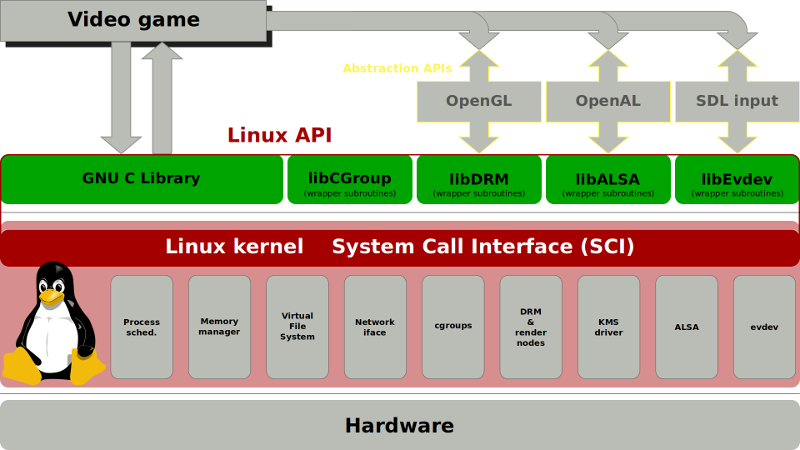 Video game
Abstraction APIs
OpenGL
OpenAL
SDL input
Linux API
GNU C Library
libCGroup
(wrapper subroutines)
libDRM
(wrapper subroutines)
libALSA
(wrapper subroutines)
libEvdev
(wrapper subroutines)
Linux kernel System Call Interface (SCI)
Process
sched.
Memory
manager
Virtual
File
System
Network
iface
cgroups
DRM
&
render
nodes
KMS
driver
ALSA
evdev
Hardware